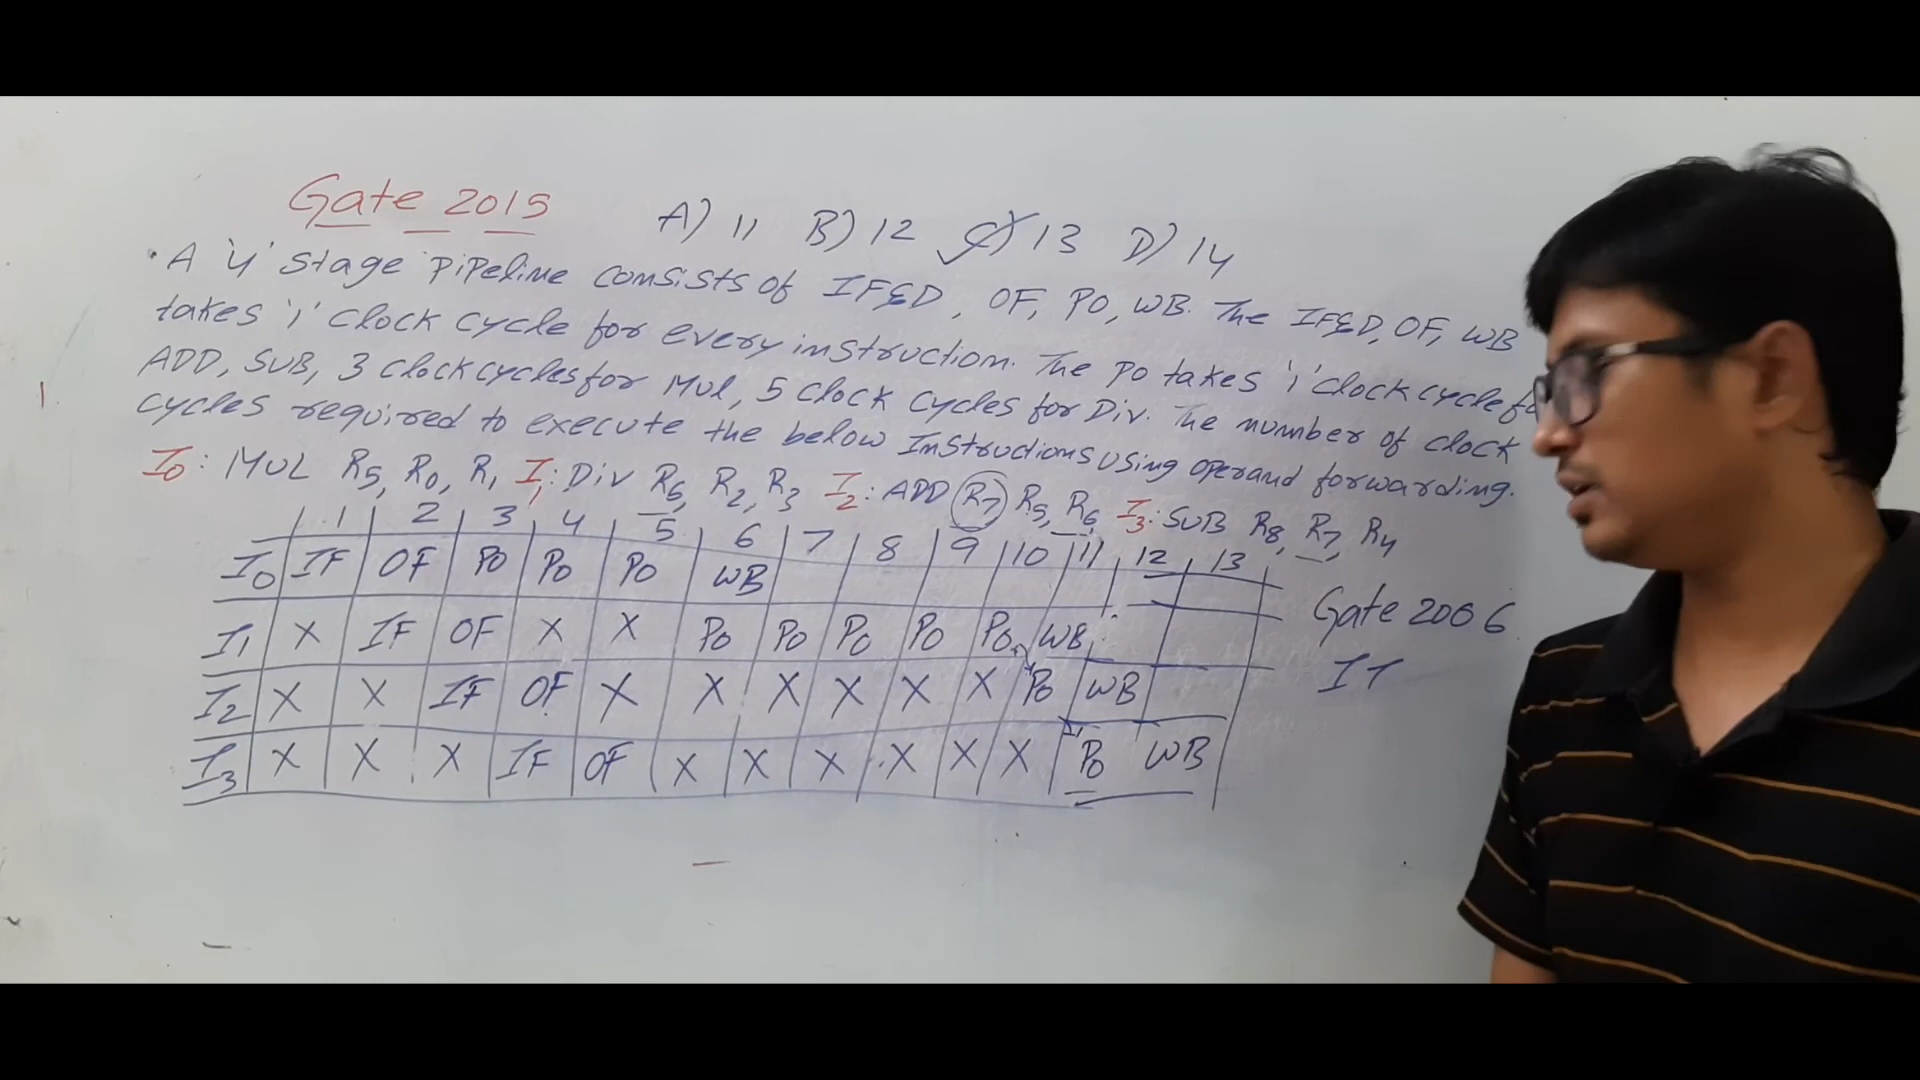 Gate 2015
A) 11 B) 12 C) 13 D) 14
A '4' stage pipeline consists of IF&D, OF, PO, WB. The IF&D, OF, WB
takes '1' clock cycle for every instruction. The PO takes '1' clock cycle fo
ADD, SUB, 3 clock cycles for MUL, 5 clock cycles for Div. The number of clock
cycles required to execute the below Instructions using operand forwarding.
I0: MUL R5, R0, R1 I1: Div R6, R2, R3 I2: ADD R7 R5, R6, I3: SUB R8, R7, R4
1 2 3 4 5 6 7 8 9 10 11 12 13
I0 IF OF PO PO PO WB
I1 X IF OF X X PO PO PO PO PO WB
I2 X X IF OF X X X X X X PO WB
I3 X X X IF OF X X X X X X PO WB
Gate 2006
IT